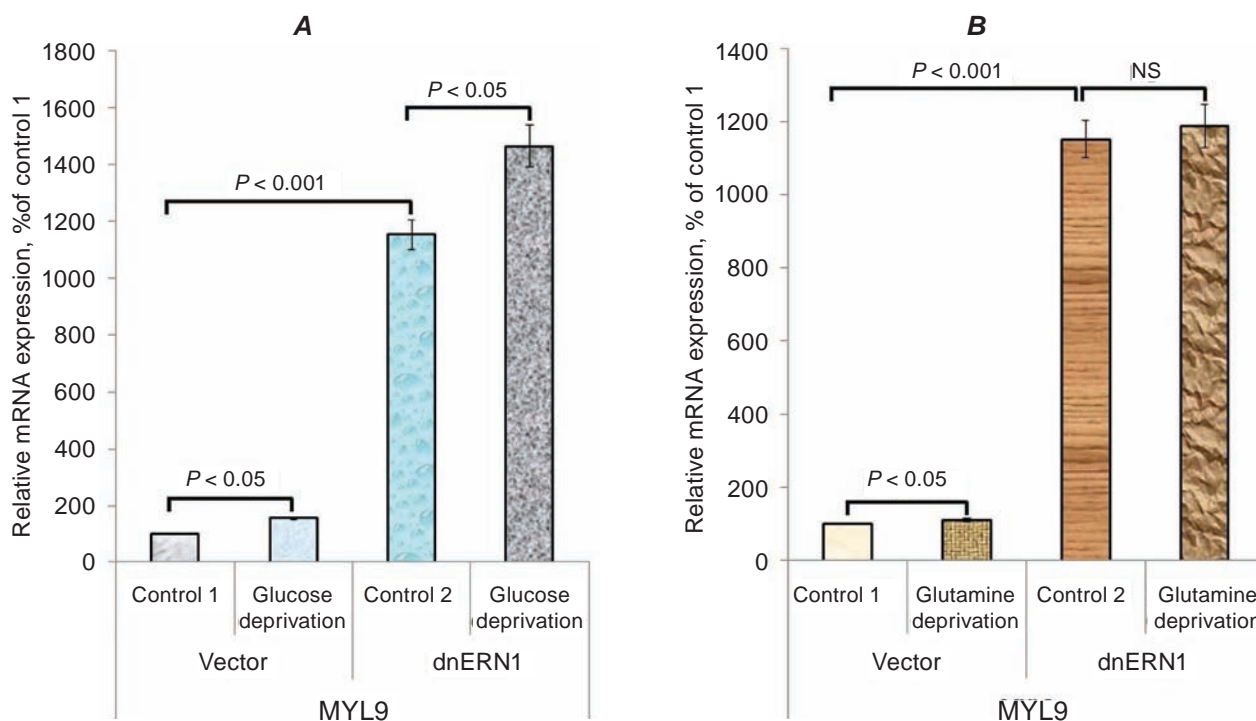 A
Relative mRNA expression, %of control 1
1800
1600
1400
1200
1000
800
600
400
200
0
P < 0.05
P < 0.001
P < 0.05
Control 1
Glucose
deprivation
Control 2
Glucose
deprivation
Vector
dnERN1
MYL9
B
Relative mRNA expression, % of control 1
1400
1200
1000
800
600
400
200
0
P < 0.001
NS
P < 0.05
Control 1
Glutamine
deprivation
Control 2
Glutamine
deprivation
Vector
dnERN1
MYL9